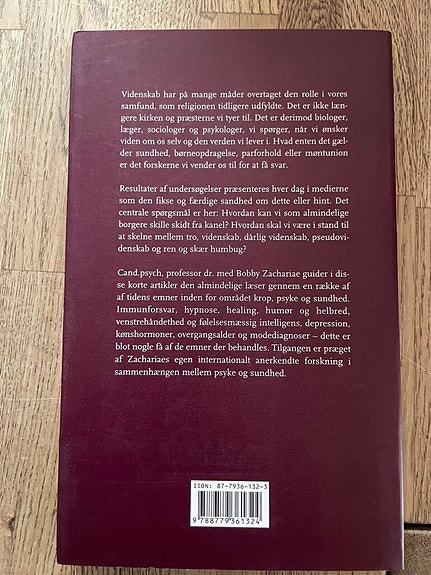 Videnskab har på mange måder overtaget den rolle i vores
samfund, som religionen tidligere udfyldte. Det er ikke læn-
gere kirken og præsterne vi tyer til. Det er derimod biologer,
læger, sociologer og psykologer, vi spørger, når vi ønsker
viden om os selv og den verden vi lever i. Hvad enten det gæl-
der sundhed, børneopdragelse, parforhold eller møntunion
er det forskerne vi vender os til for at få svar.
Resultater af undersøgelser præsenteres hver dag i medierne
som den fikse og færdige sandhed om dette eller hint. Det
centrale spørgsmål er her: Hvordan kan vi som almindelige
borgere skille skidt fra kanel? Hvordan skal vi være i stand til
at skelne mellem tro, videnskab, dårlig videnskab, pseudovi-
denskab og ren og skær humbug?
Cand.psych, professor dr. med Bobby Zachariae guider i dis-
se korte artikler den almindelige læser gennem en række af
af tidens emner inden for området krop, psyke og sundhed.
Immunforsvar, hypnose, healing, humør og helbred,
venstrehåndethed og følelsesmæssig intelligens, depression,
kønshormoner, overgangsalder og modediagnoser – dette er
blot nogle få af de emner der behandles. Tilgangen er præget
af Zachariaes egen internationalt anerkendte forskning i
sammenhængen mellem psyke og sundhed.
ISBN: 87-7936-132-3
9 788779 361324